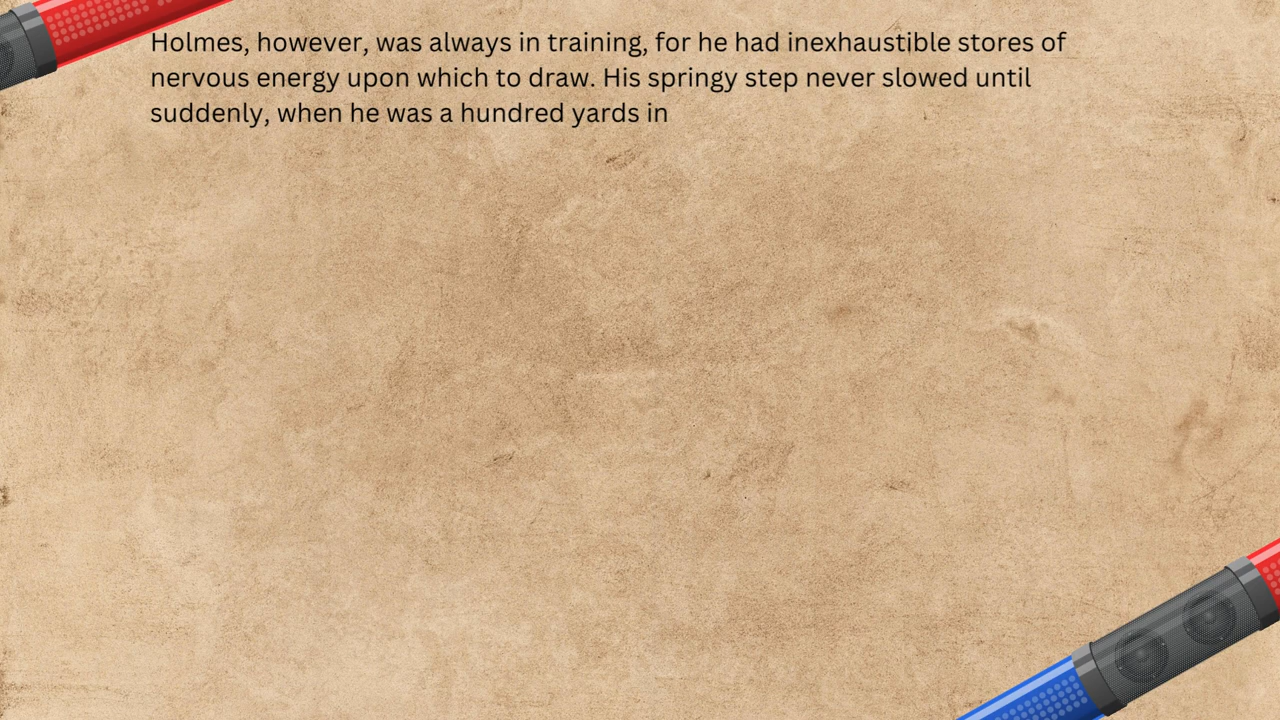 Holmes, however, was always in training, for he had inexhaustible stores of
nervous energy upon which to draw. His springy step never slowed until
suddenly, when he was a hundred yards in